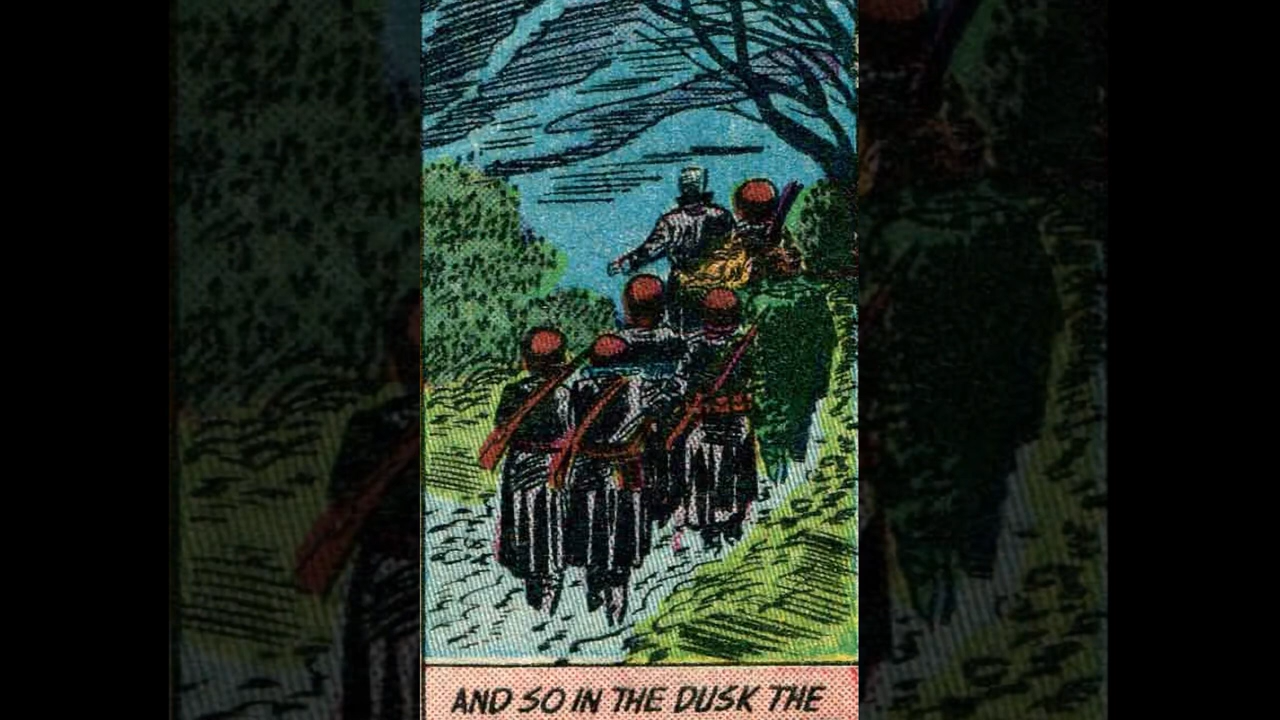 AND SO IN THE DUSK THE